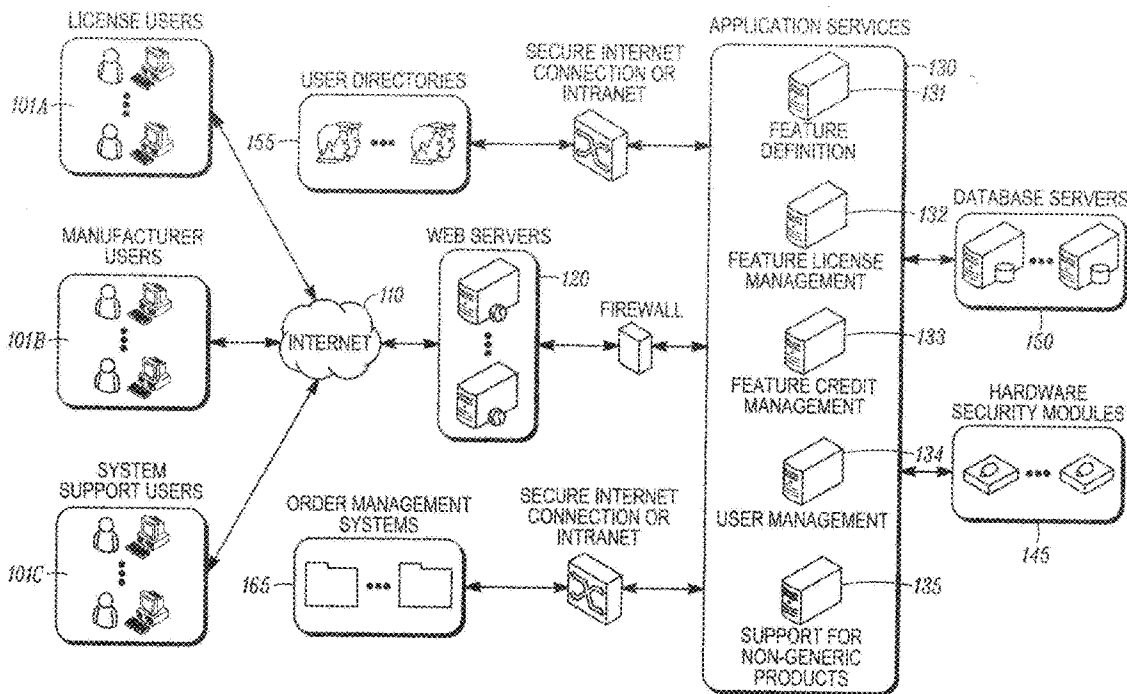 LICENSE USERS
101A
USER DIRECTORIES
155
SECURE INTERNET
CONNECTION OR
INTRANET
APPLICATION SERVICES
130
131
FEATURE
DEFINITION
132
FEATURE LICENSE
MANAGEMENT
133
FEATURE CREDIT
MANAGEMENT
134
USER MANAGEMENT
135
SUPPORT FOR
NON-GENERIC
PRODUCTS
MANUFACTURER
USERS
101B
INTERNET
110
WEB SERVERS
120
FIREWALL
DATABASE SERVERS
150
HARDWARE
SECURITY MODULES
145
SYSTEM
SUPPORT USERS
101C
ORDER MANAGEMENT
SYSTEMS
165
SECURE INTERNET
CONNECTION OR
INTRANET